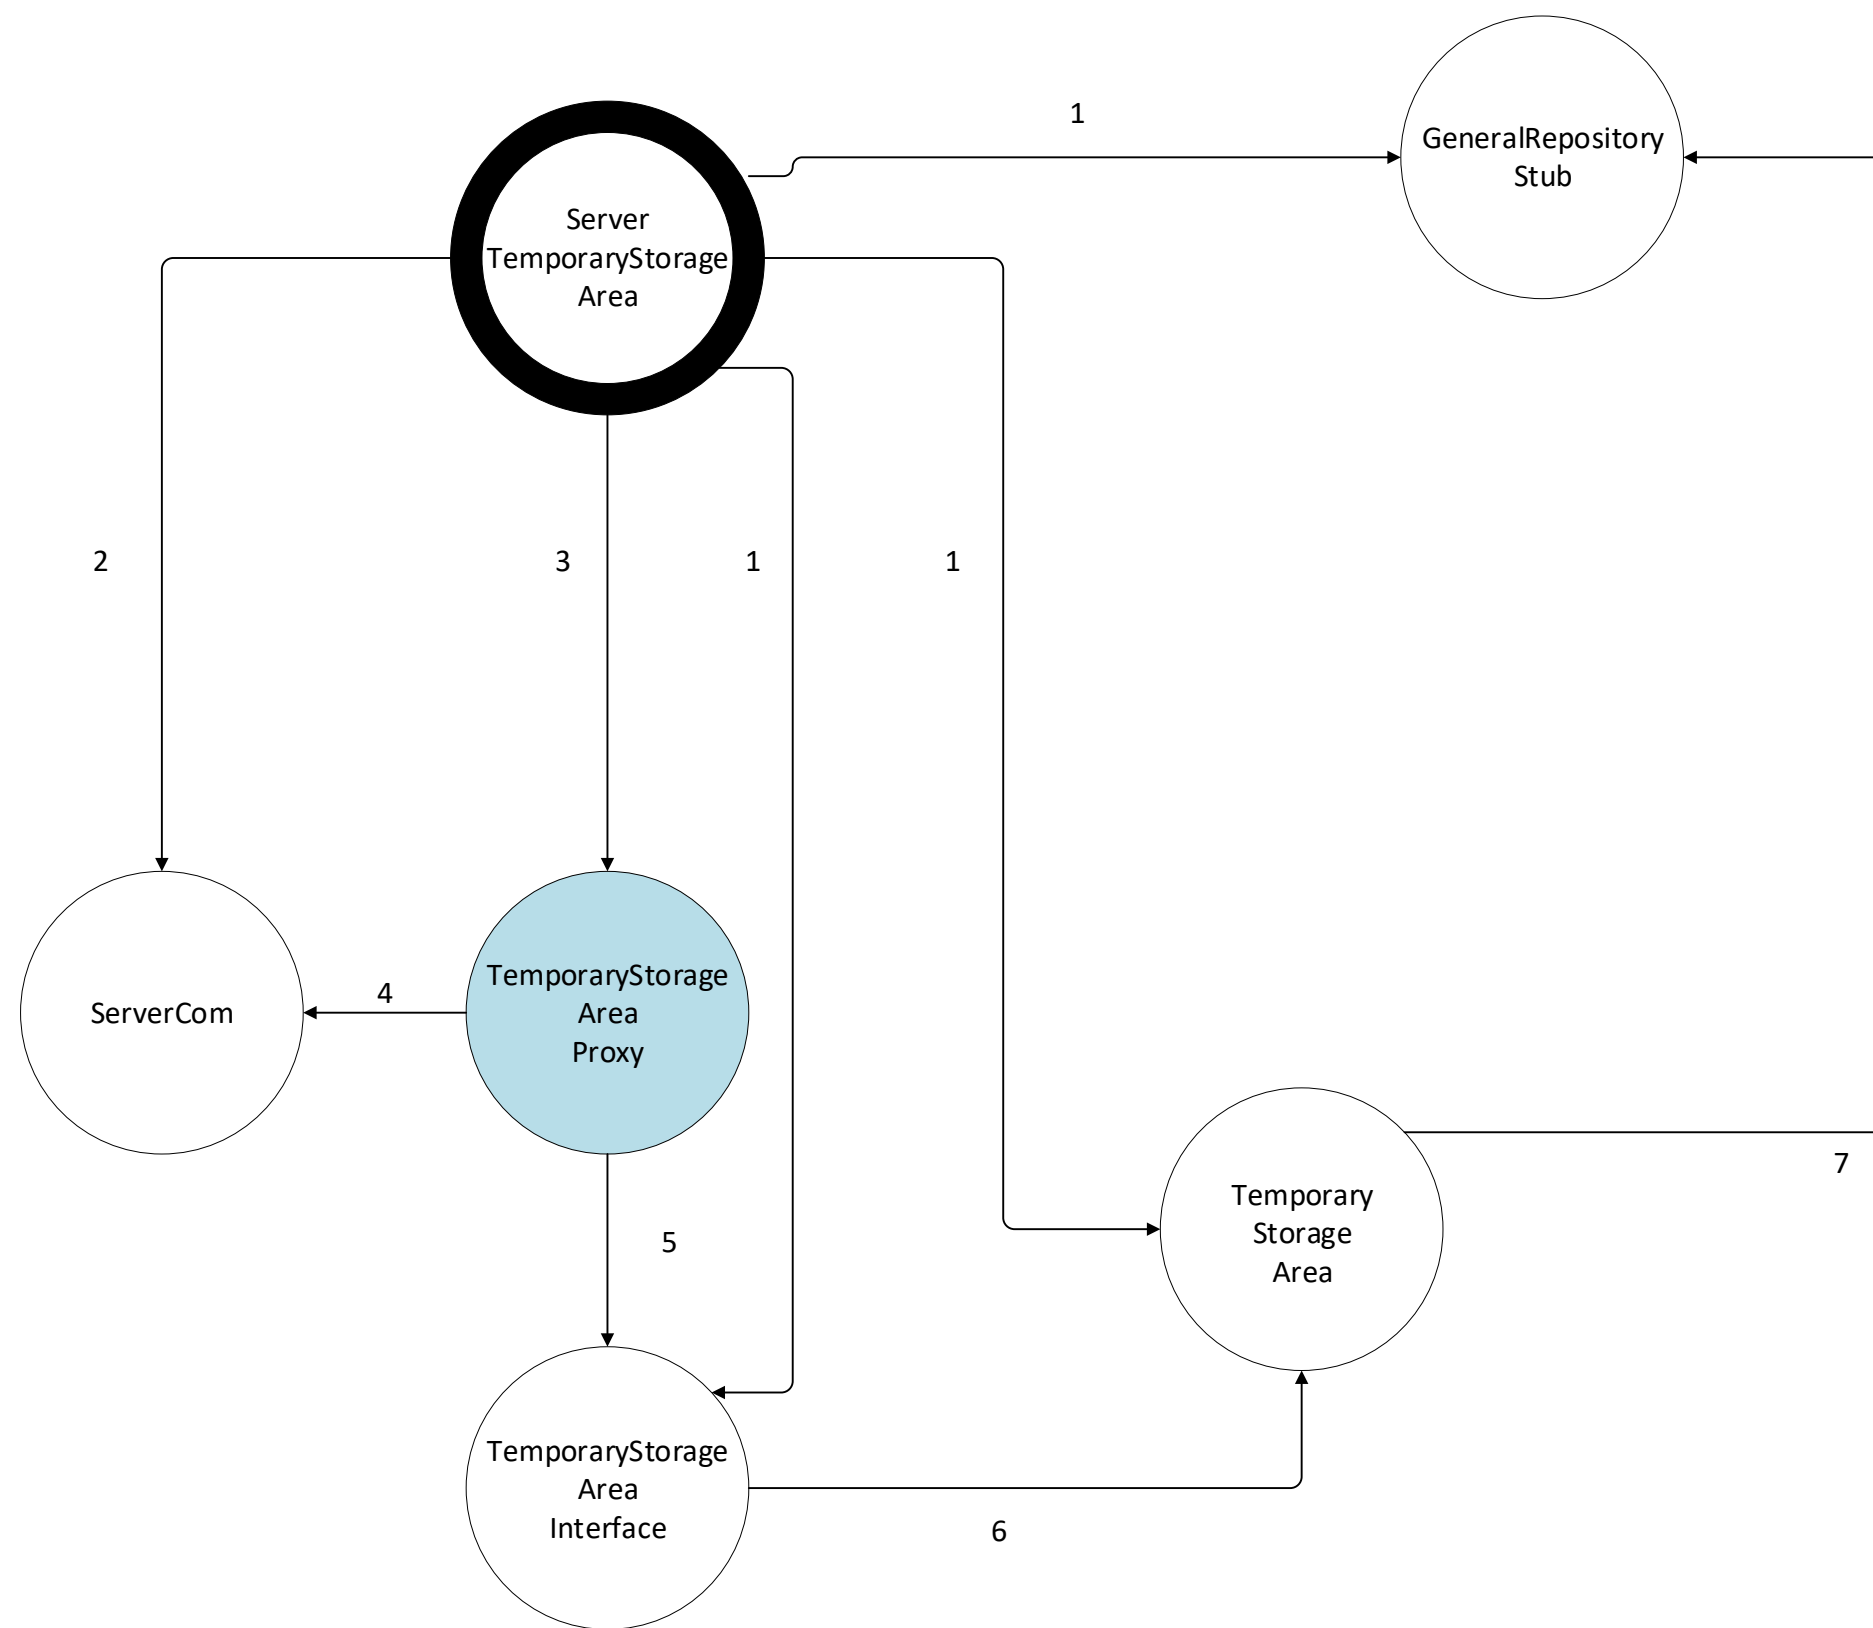 1
GeneralRepository
Stub
Server
TemporaryStorage
Area
2
3
1
1
ServerCom
4
TemporaryStorage
Area
Proxy
7
Temporary
Storage
Area
5
TemporaryStorage
Area
Interface
6